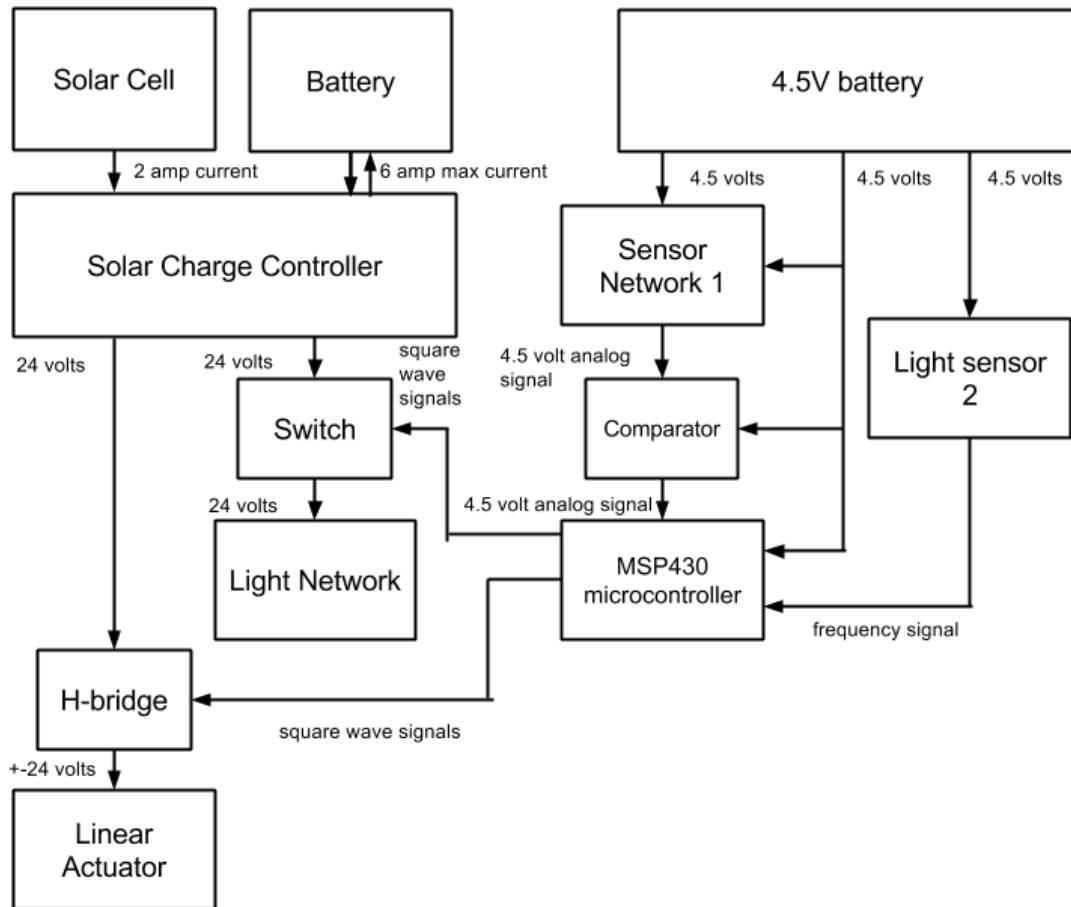 Solar Cell
Battery
4.5V battery
2 amp current
6 amp max current
4.5 volts
4.5 volts
4.5 volts
Solar Charge Controller
Sensor
Network 1
24 volts
24 volts
square
wave
signals
4.5 volt analog
signal
Light sensor
2
Switch
Comparator
24 volts
4.5 volt analog signal
Light Network
MSP430
microcontroller
frequency signal
H-bridge
square wave signals
+-24 volts
Linear
Actuator